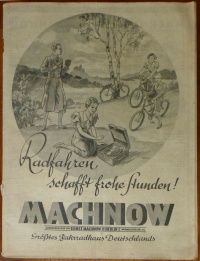 Radfahren
schafft frohe Stunden!
MACHNOW
Größtes Fahrradhaus Deutschlands